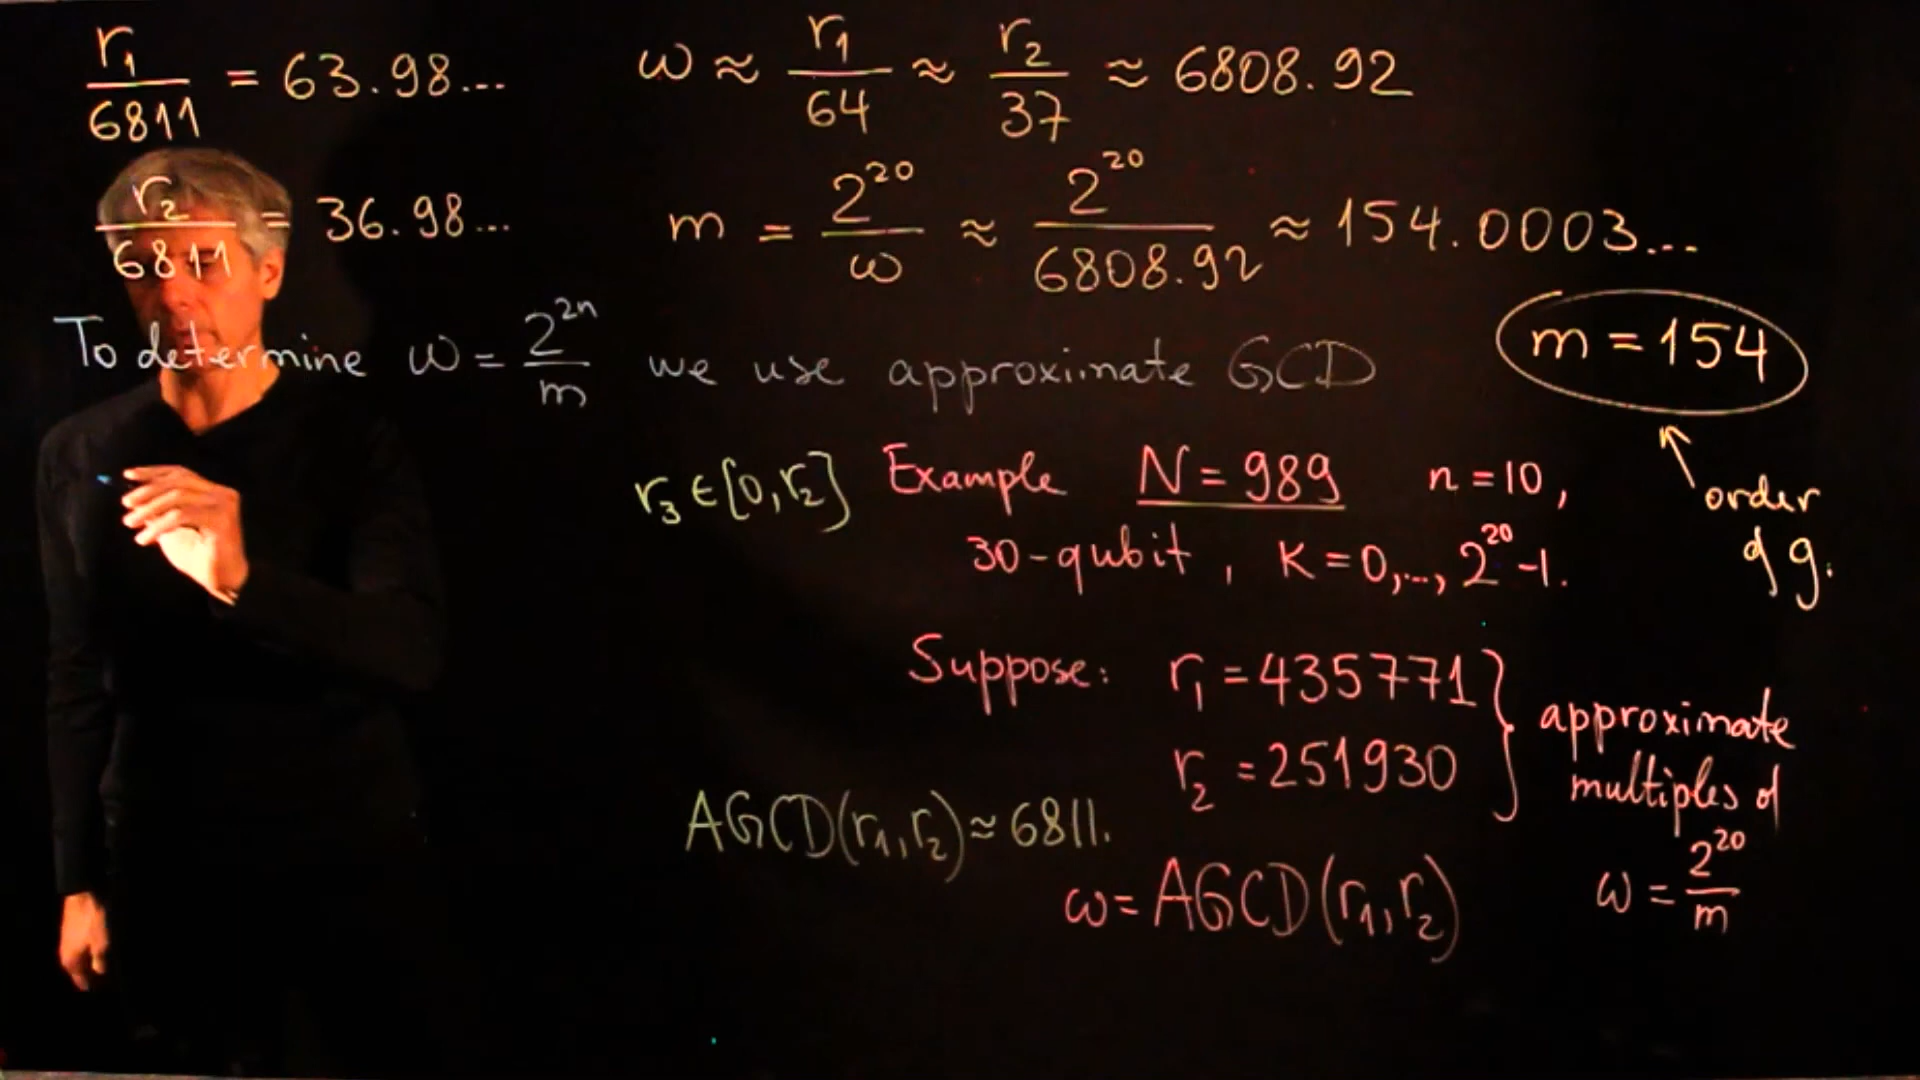 r₁/6811 = 63.98...
ω ≈ r₁/64 ≈ r₂/37 ≈ 6808.92
r₂/6811 = 36.98...
m = 2²⁰/ω ≈ 2²⁰/6808.92 ≈ 154.0003...
To determine ω = 2²ⁿ/m we use approximate GCD
m = 154
order
of g.
r₃ ∈ [0, r₂]
Example N = 989 n = 10,
30-qubit, K = 0,..., 2²⁰-1.
Suppose: r₁ = 435771
r₂ = 251930
approximate
multiples of
ω = 2²⁰/m
AGCD(r₁, r₂) ≈ 6811.
ω = AGCD(r₁, r₂)